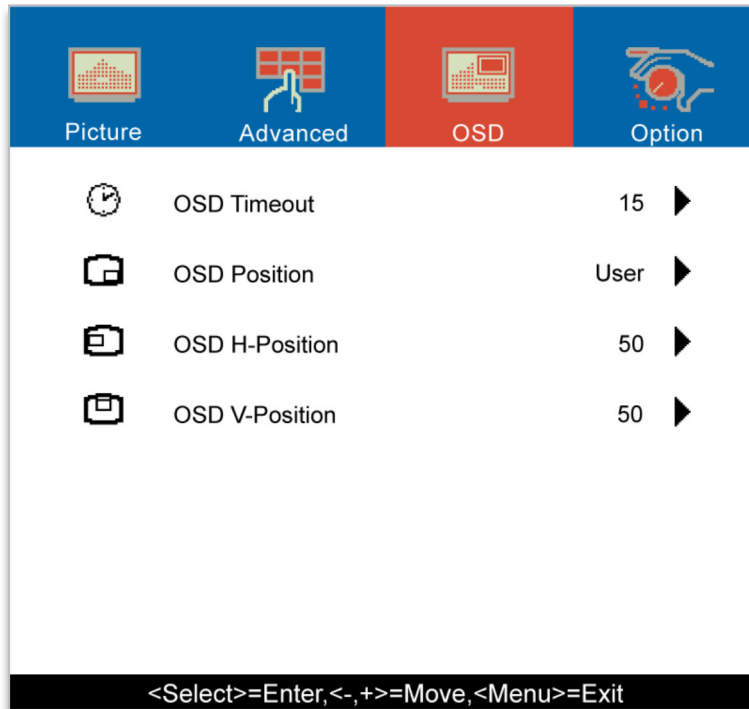 Picture Advanced OSD Option
OSD Timeout 15
OSD Position User
OSD H-Position 50
OSD V-Position 50
<Select>=Enter,<-,+>=Move,<Menu>=Exit